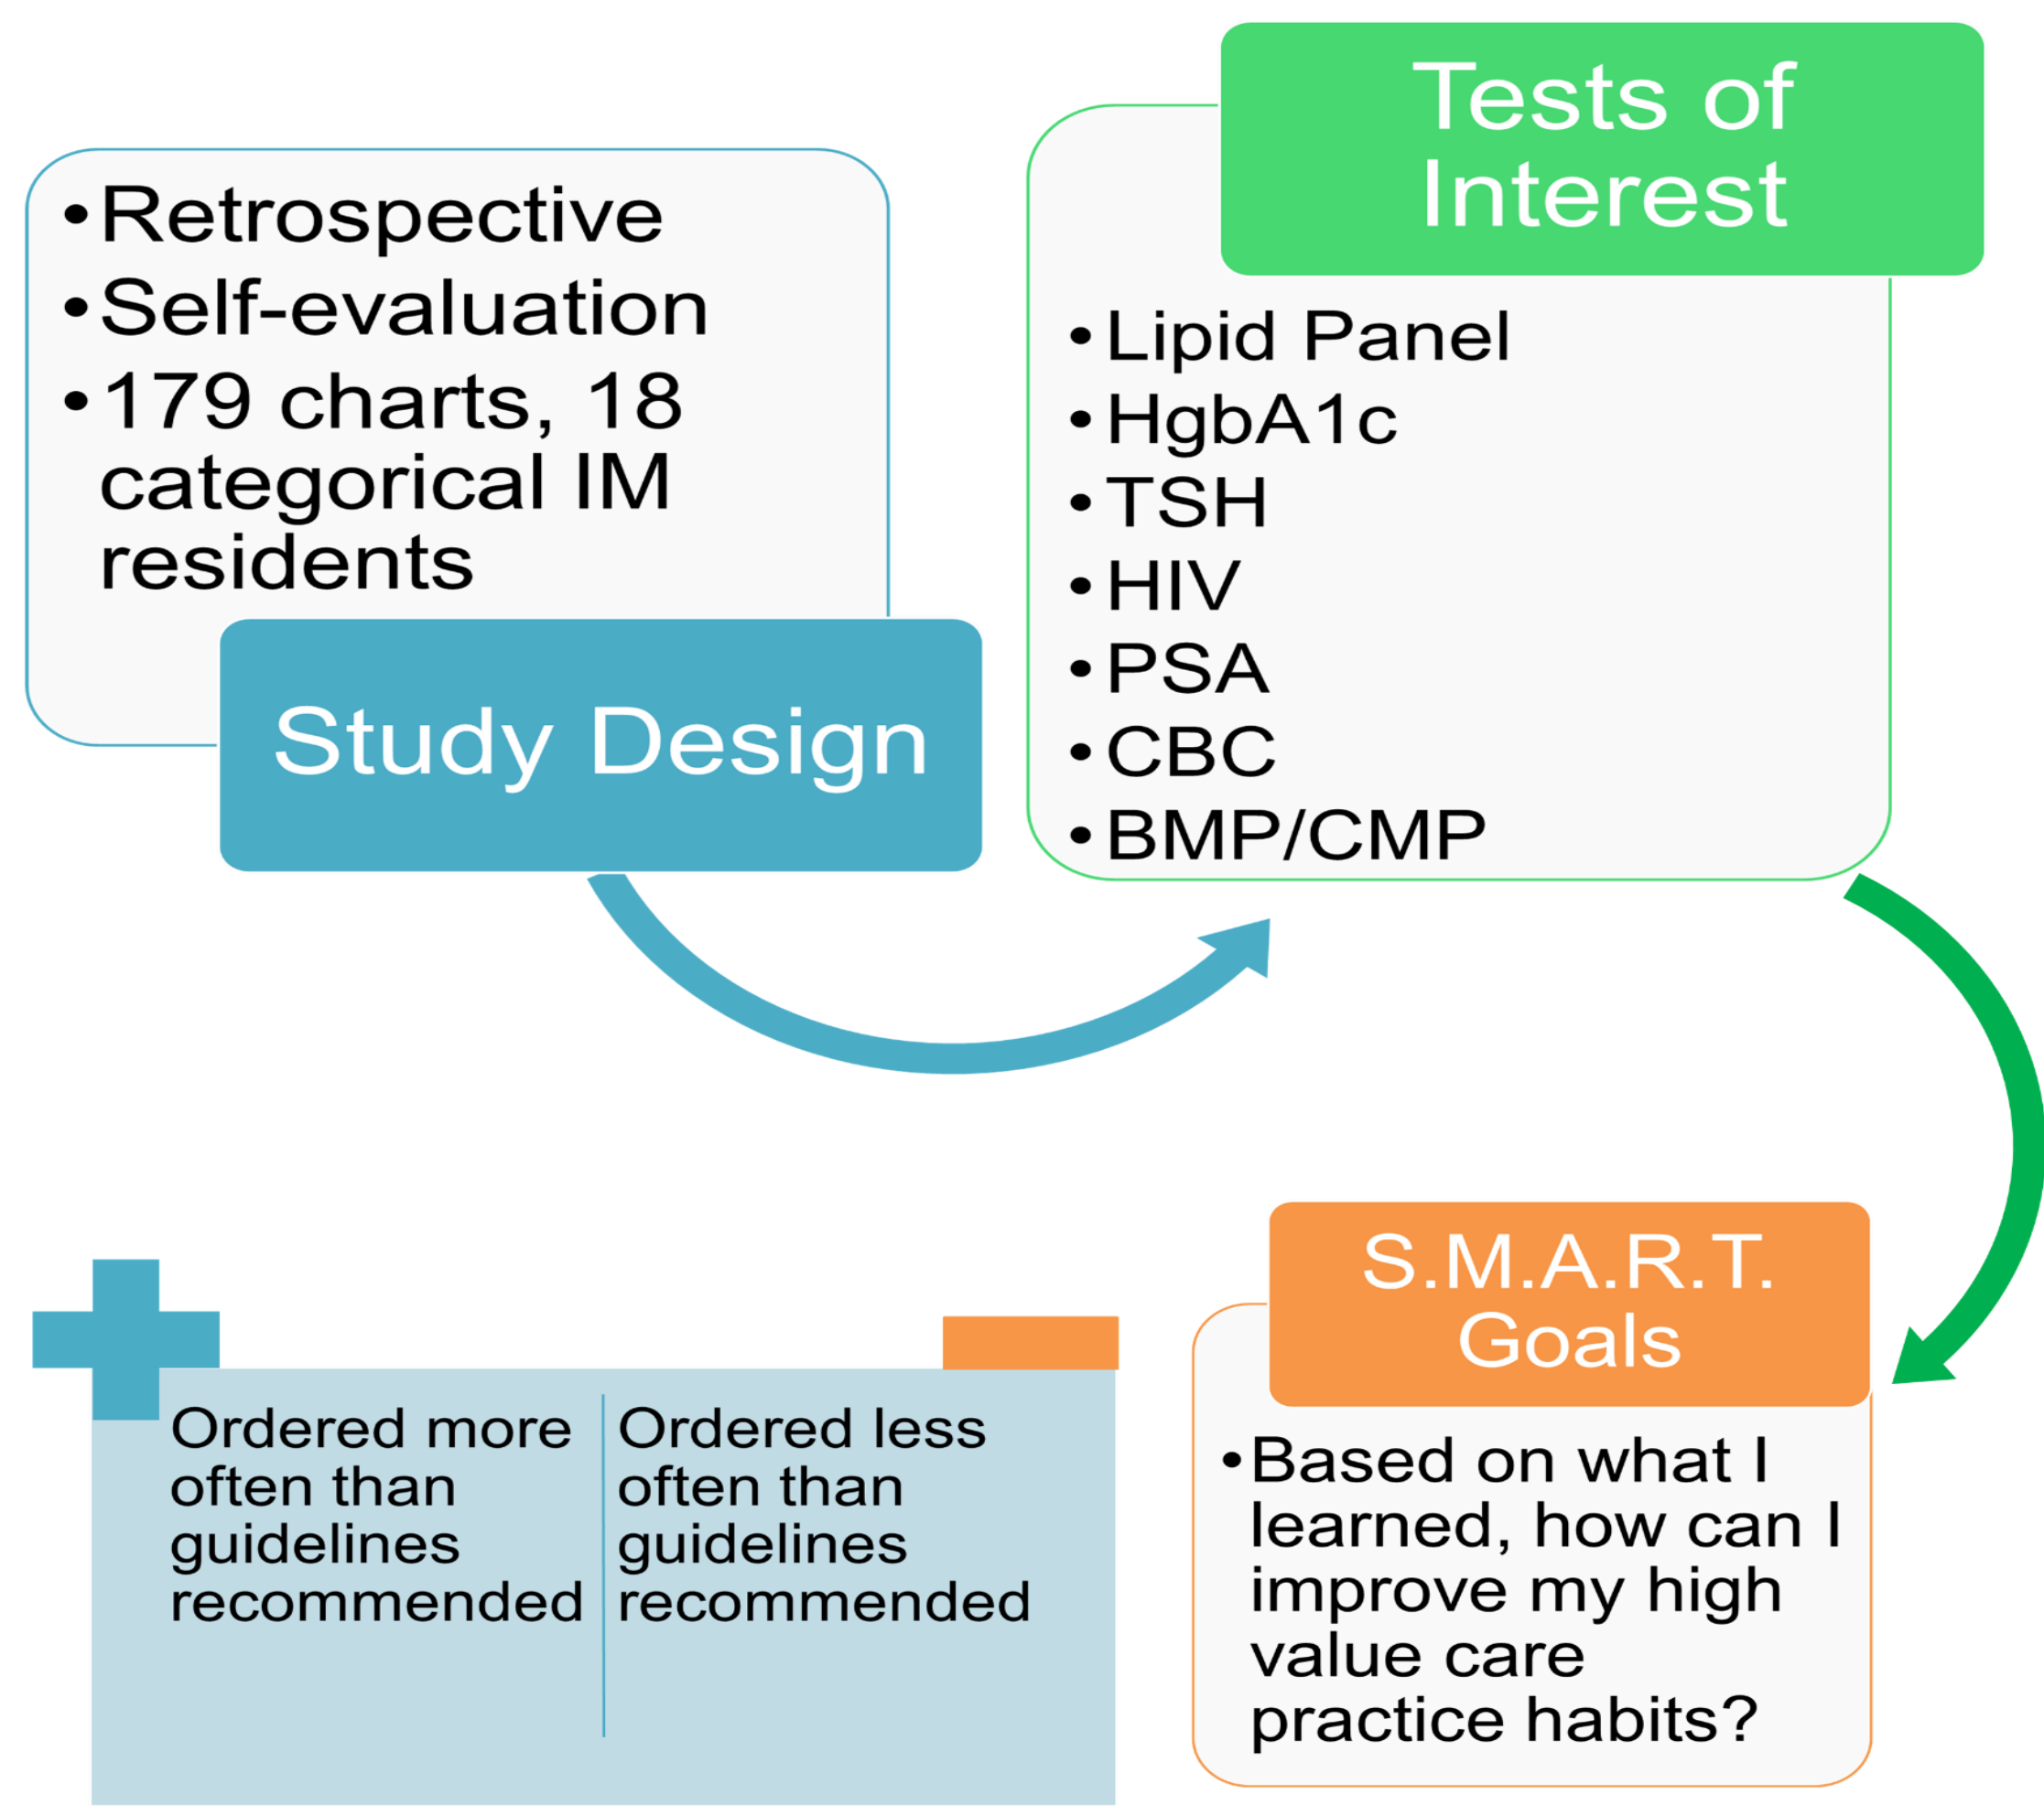 • Retrospective
• Self-evaluation
• 179 charts, 18
categorical IM
residents
Study Design
Tests of
Interest
• Lipid Panel
• HgbA1c
• TSH
• HIV
• PSA
• CBC
• BMP/CMP
S.M.A.R.T.
Goals
• Based on what I
learned, how can I
improve my high
value care
practice habits?
Ordered more
often than
guidelines
recommended
Ordered less
often than
guidelines
recommended